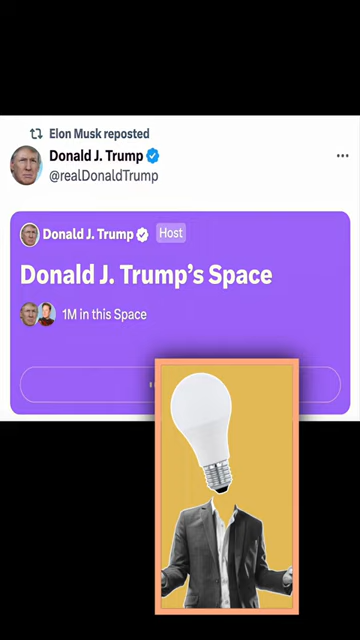 Elon Musk reposted
Donald J. Trump
@realDonaldTrump
Donald J. Trump Host
Donald J. Trump's Space
1M in this Space